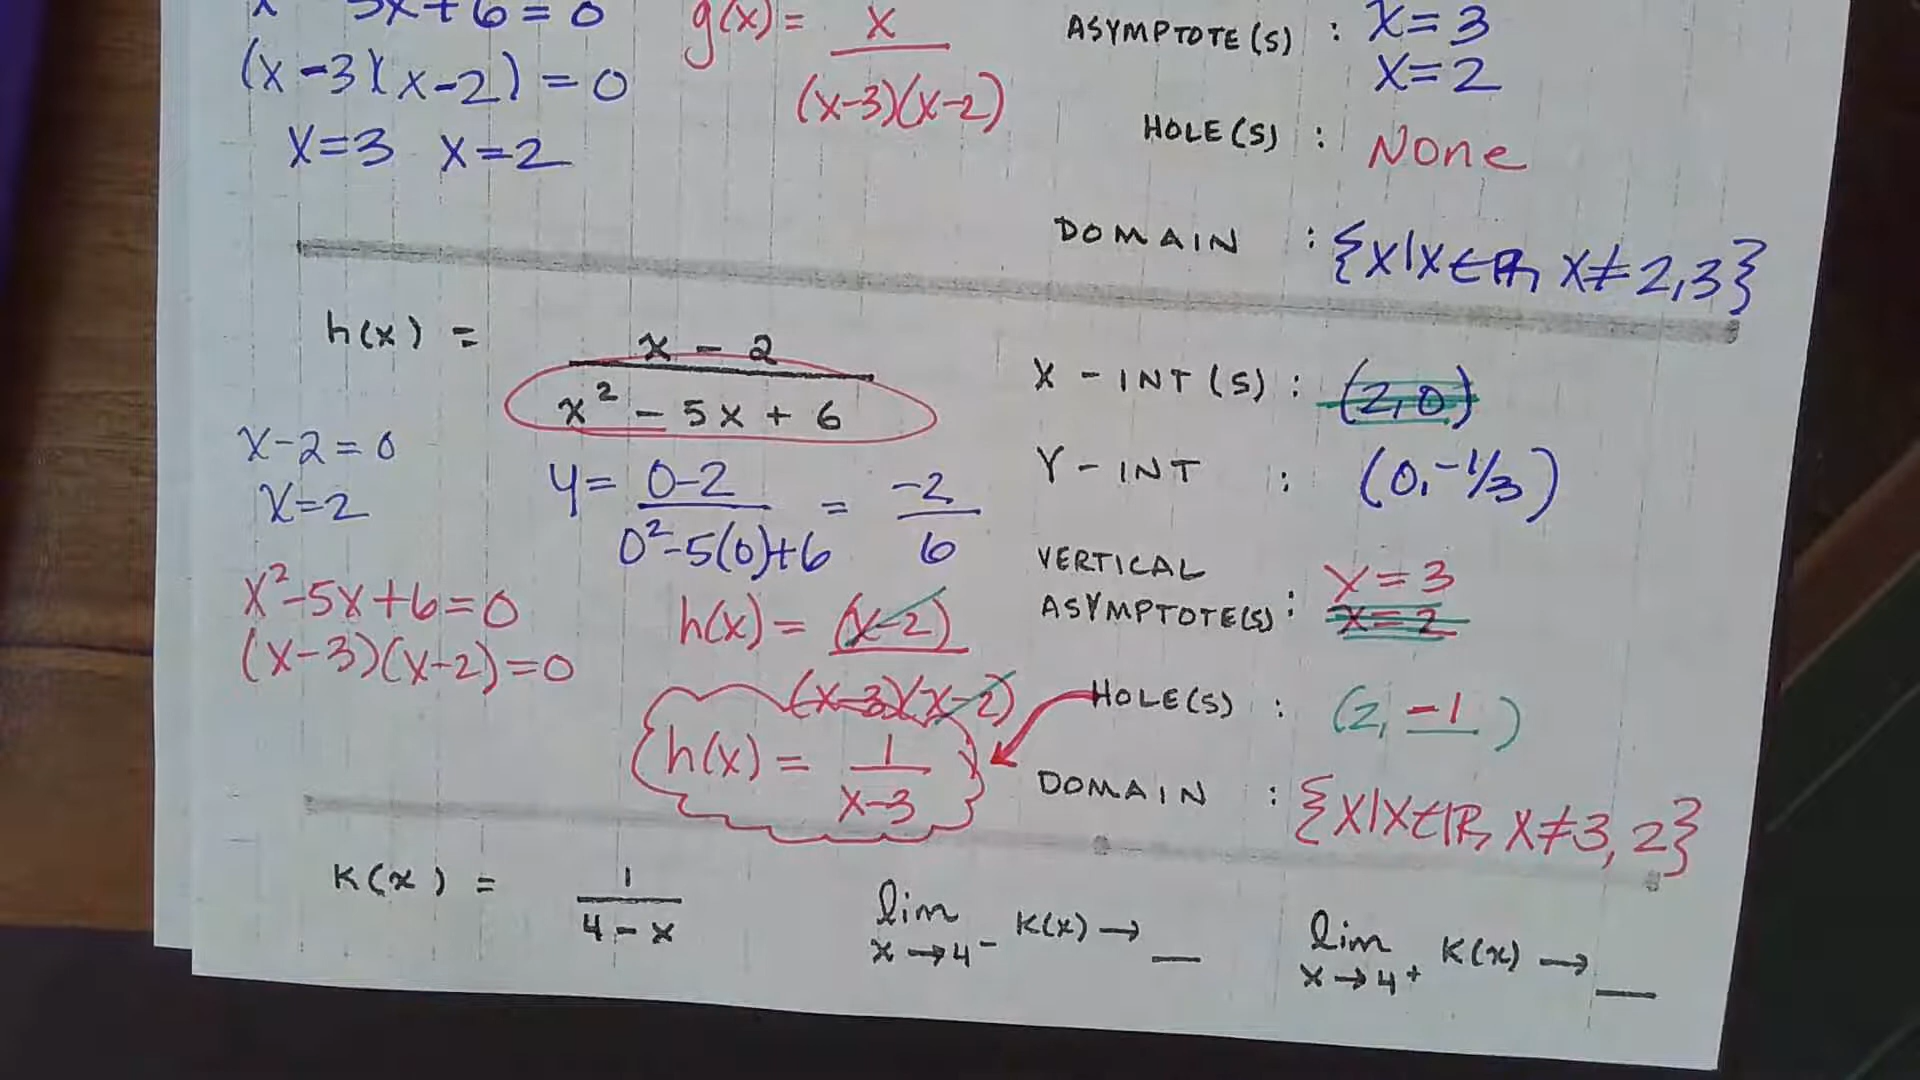 x² - 5x + 6 = 0
(x-3)(x-2) = 0
x=3 x=2
g(x) = x
(x-3)(x-2)
ASYMPTOTE(S) : x=3
x=2
HOLE(S) : None
DOMAIN : {x|x∈ℝ, x≠2,3}
h(x) = x - 2
x² - 5x + 6
x-2=0
x=2
y = 0-2 = -2
0²-5(0)+6 6
x²-5x+6=0
(x-3)(x-2)=0
h(x) = (x-2)
(x-3)(x-2)
h(x) = 1
x-3
X - INT(S) : (2,0)
Y - INT : (0,-1/3)
VERTICAL
ASYMPTOTE(S) : x=3
x=2
HOLE(S) : (2, -1)
DOMAIN : {x|x∈ℝ, x≠3,2}
K(x) = 1
4 - x
lim K(x) → __
x→4⁻
lim K(x) → __
x→4⁺